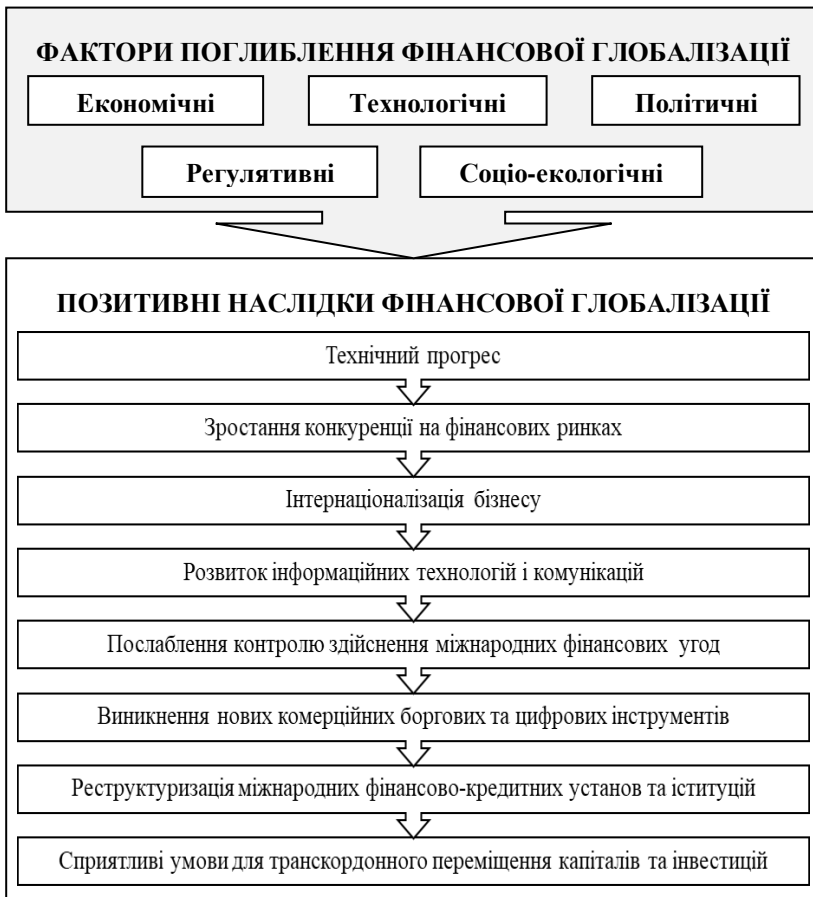 ФАКТОРИ ПОГЛИБЛЕННЯ ФІНАНСОВОЇ ГЛОБАЛІЗАЦІЇ
Економічні
Технологічні
Політичні
Регулятивні
Соціо-екологічні
ПОЗИТИВНІ НАСЛІДКИ ФІНАНСОВОЇ ГЛОБАЛІЗАЦІЇ
Технічний прогрес
Зростання конкуренції на фінансових ринках
Інтернаціоналізація бізнесу
Розвиток інформаційних технологій і комунікацій
Послаблення контролю здійснення міжнародних фінансових угод
Виникнення нових комерційних боргових та цифрових інструментів
Реструктуризація міжнародних фінансово-кредитних установ та іституцій
Сприятливі умови для транскордонного переміщення капіталів та інвестицій